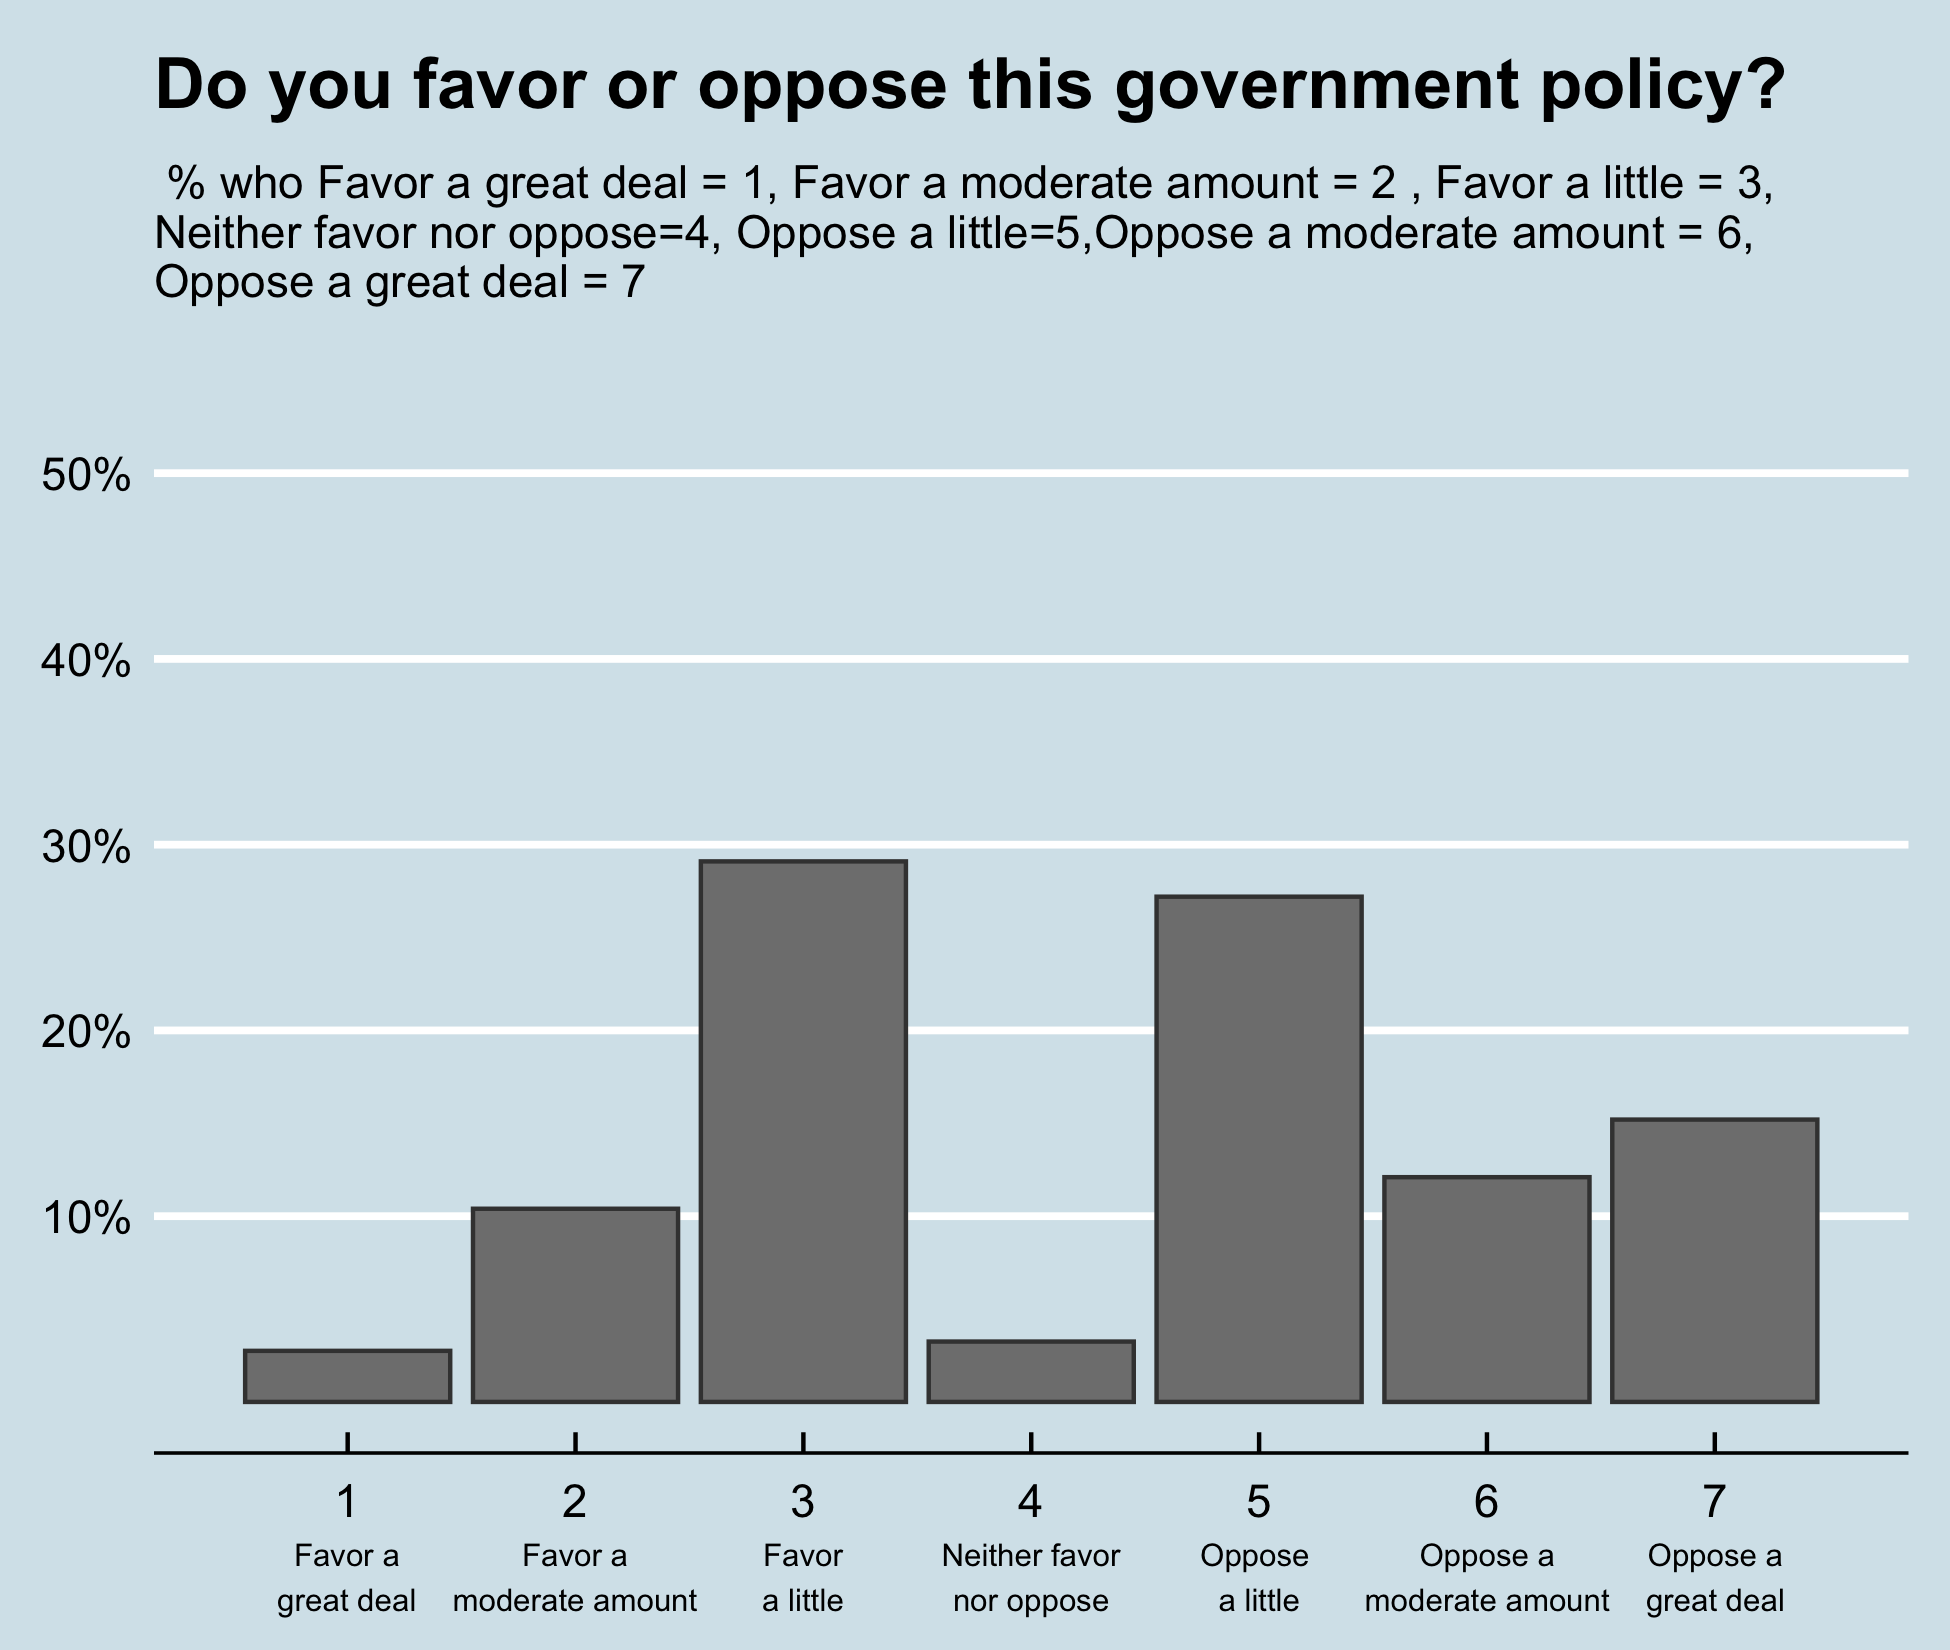 Do you favor or oppose this government policy?
% who Favor a great deal = 1, Favor a moderate amount = 2 , Favor a little = 3,
Neither favor nor oppose=4, Oppose a little=5,Oppose a moderate amount = 6,
Oppose a great deal = 7
50%
40%
30%
20%
10%
1 2 3 4 5 6 7
Favor a Favor a Favor Neither favor Oppose Oppose a Oppose a
great deal moderate amount a little nor oppose a little moderate amount great deal